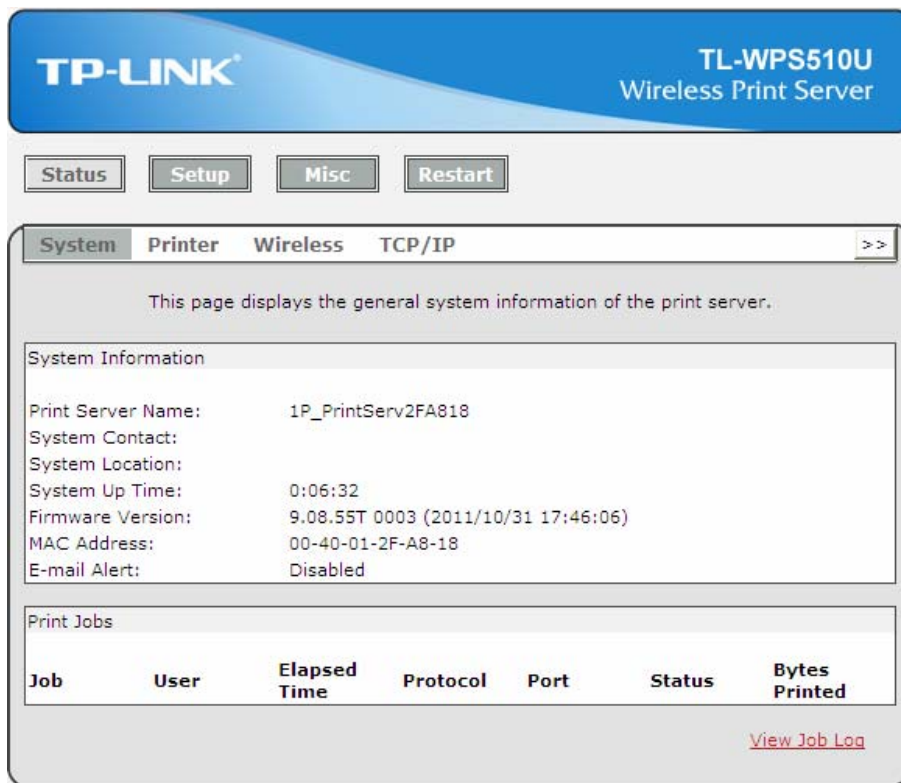 TP-LINK
TL-WPS510U
Wireless Print Server
Status Setup Misc Restart
System Printer Wireless TCP/IP >>
This page displays the general system information of the print server.
System Information
Print Server Name: 1P_PrintServ2FA818
System Contact:
System Location:
System Up Time: 0:06:32
Firmware Version: 9.08.55T 0003 (2011/10/31 17:46:06)
MAC Address: 00-40-01-2F-A8-18
E-mail Alert: Disabled
Print Jobs
Job User Elapsed Time Protocol Port Status Bytes Printed
View Job Log